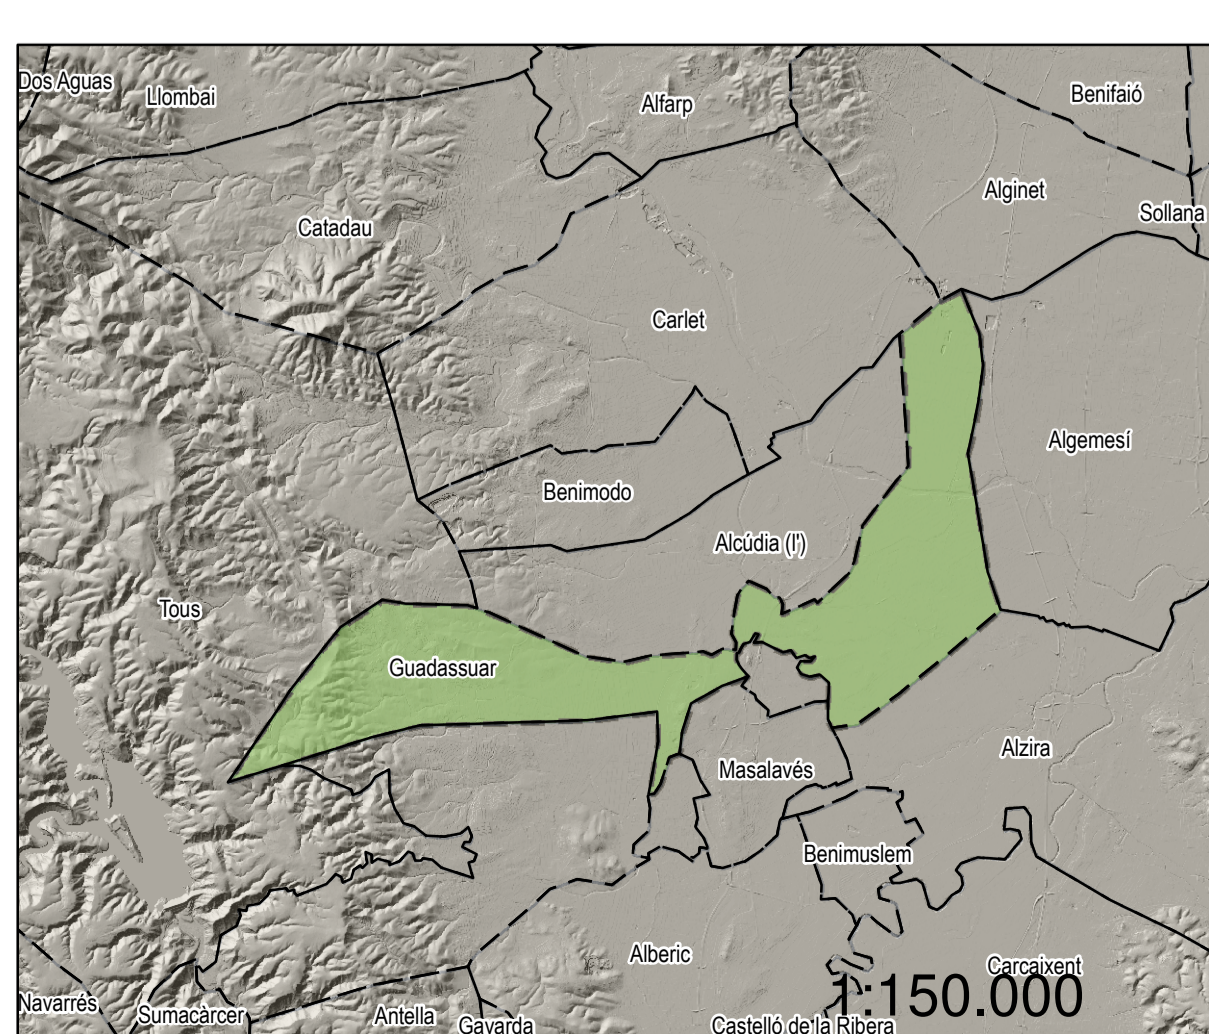 Dos Aguas
Llombai
Alfarp
Benifaió
Alginet
Sollana
Catadau
Carlet
Algemesí
Benimodo
Alcúdia (l')
Tous
Guadassuar
Alzira
Masalavés
Benimuslem
Alberic
Carcaixent
1:150.000
Navarrés
Sumacàrcer
Antella
Gavarda
Castelló de la Ribera